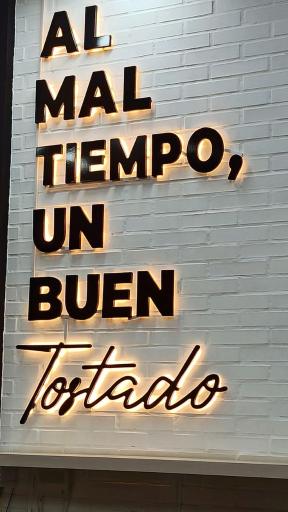 AL
MAL
TIEMPO,
UN
BUEN
Tostado